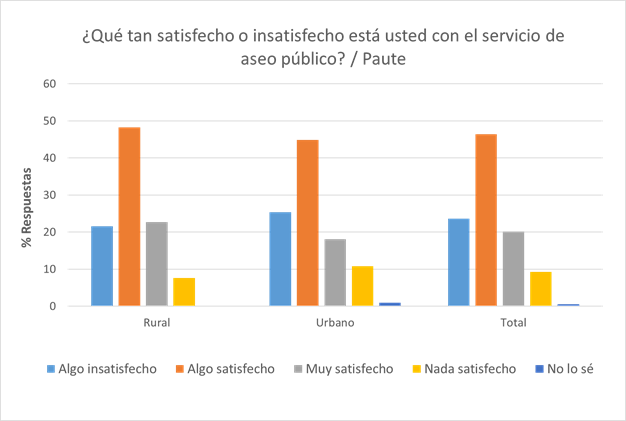 ¿Qué tan satisfecho o insatisfecho está usted con el servicio de
aseo público? / Paute
60
50
40
30
20
10
0
% Respuestas
Rural
Urbano
Total
Algo insatisfecho
Algo satisfecho
Muy satisfecho
Nada satisfecho
No lo sé